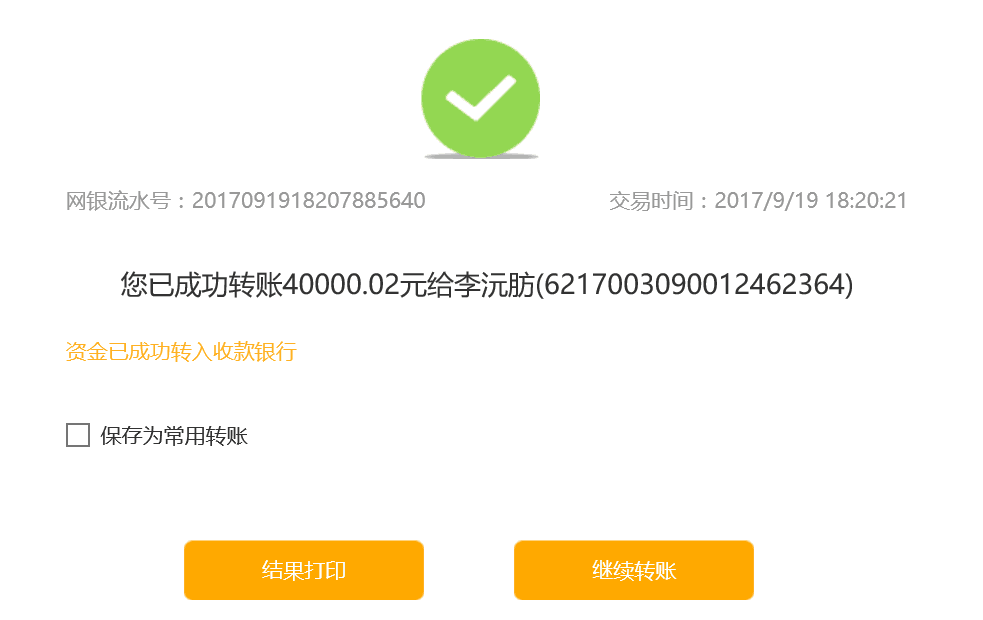 网银流水号：2017091918207885640
交易时间：2017/9/19 18:20:21
您已成功转账40000.02元给李沅肪(6217003090012462364)
资金已成功转入收款银行
保存为常用转账
结果打印
继续转账